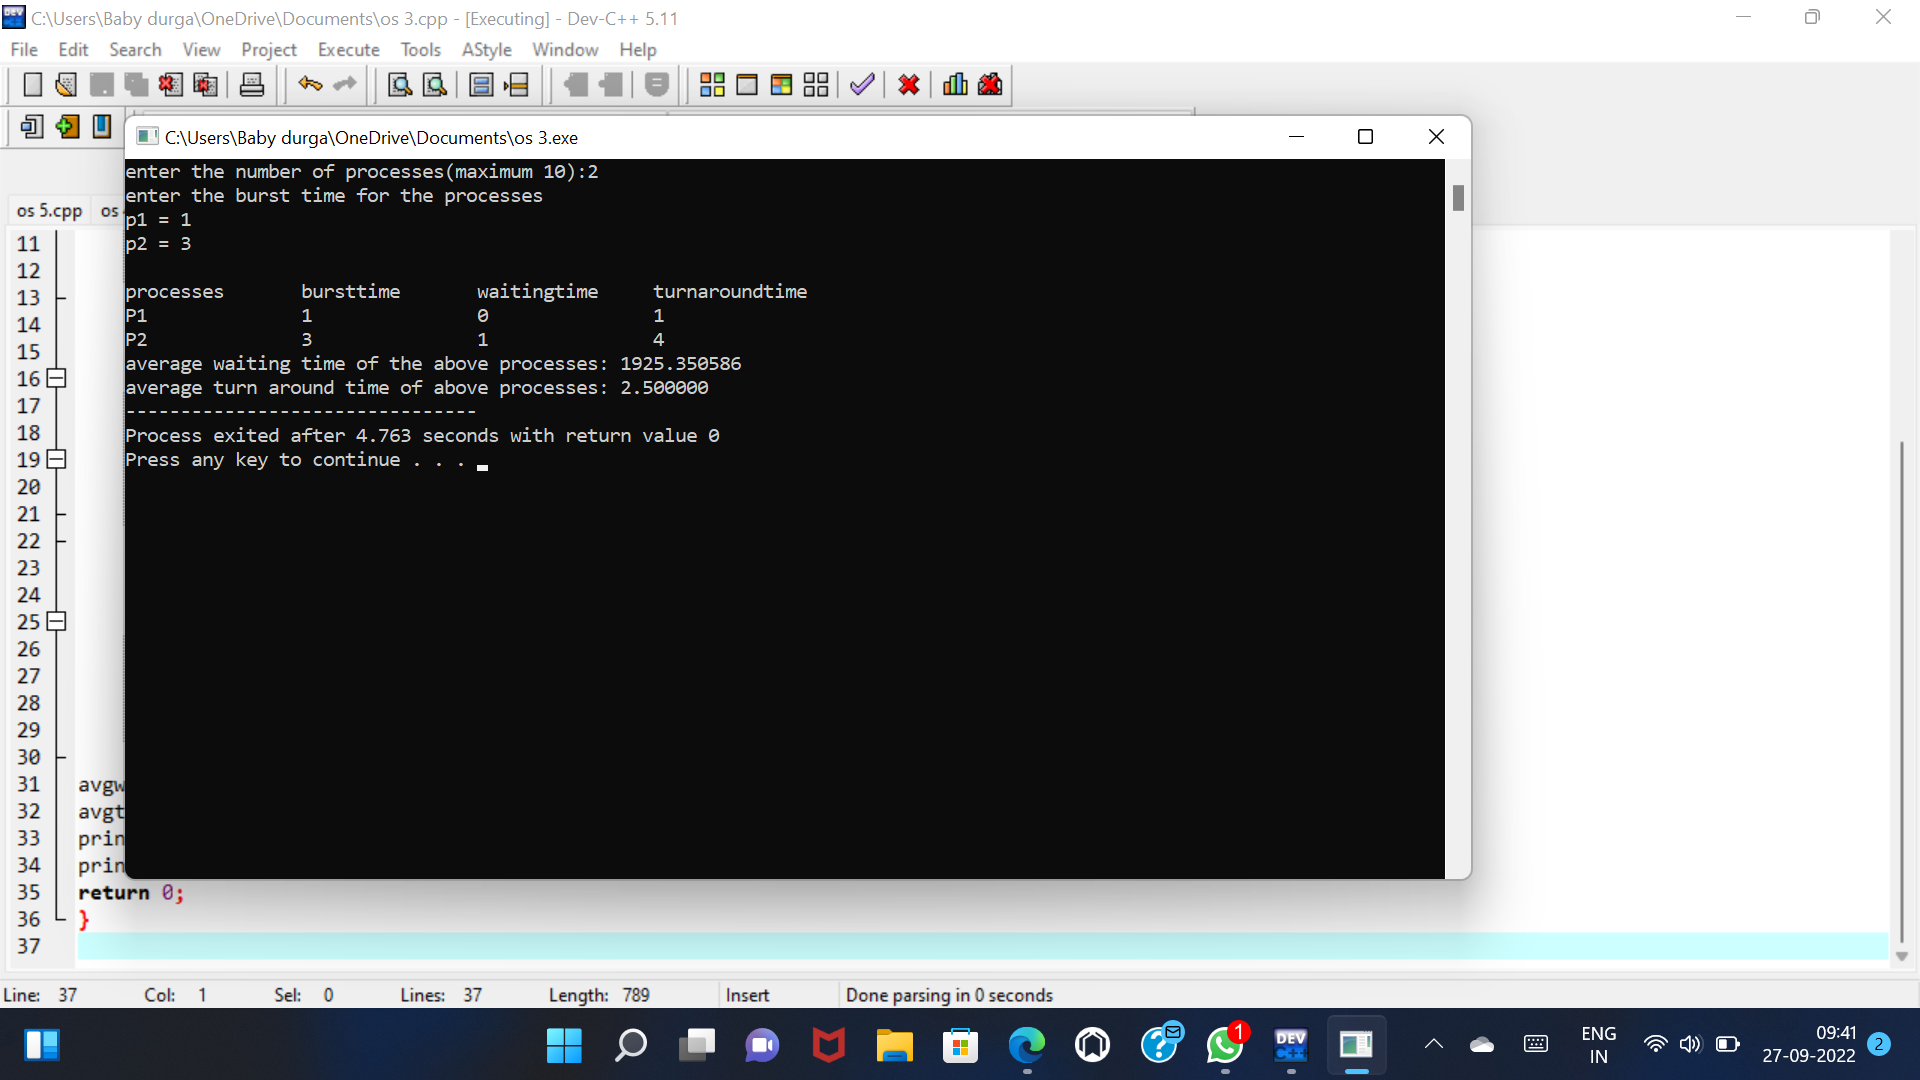 C:\Users\Baby durga\OneDrive\Documents\os 3.cpp - [Executing] - Dev-C++ 5.11
File Edit Search View Project Execute Tools AStyle Window Help
C:\Users\Baby durga\OneDrive\Documents\os 3.exe
enter the number of processes(maximum 10):2
enter the burst time for the processes
p1 = 1
p2 = 3
processes bursttime waitingtime turnaroundtime
P1 1 0 1
P2 3 1 4
average waiting time of the above processes: 1925.350586
average turn around time of above processes: 2.500000
--------------------------------
Process exited after 4.763 seconds with return value 0
Press any key to continue . . .
os 5.cpp os
11
12
13
14
15
16
17
18
19
20
21
22
23
24
25
26
27
28
29
30
31 avgw
32 avgt
33 prin
34 prin
35 return 0;
36 }
37
Line: 37 Col: 1 Sel: 0 Lines: 37 Length: 789 Insert Done parsing in 0 seconds
1
DEV
C++
ENG
IN
09:41
27-09-2022
2